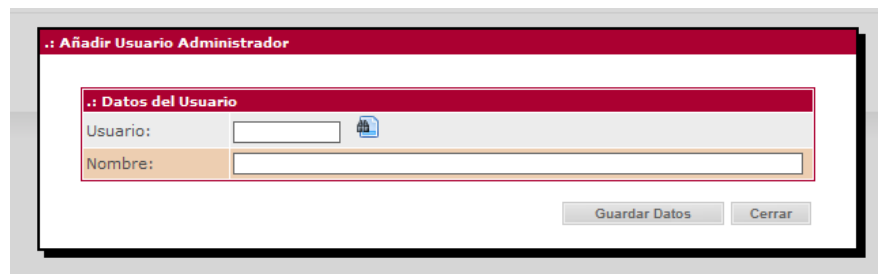 .: Añadir Usuario Administrador
.: Datos del Usuario
Usuario:
Nombre:
Guardar Datos Cerrar